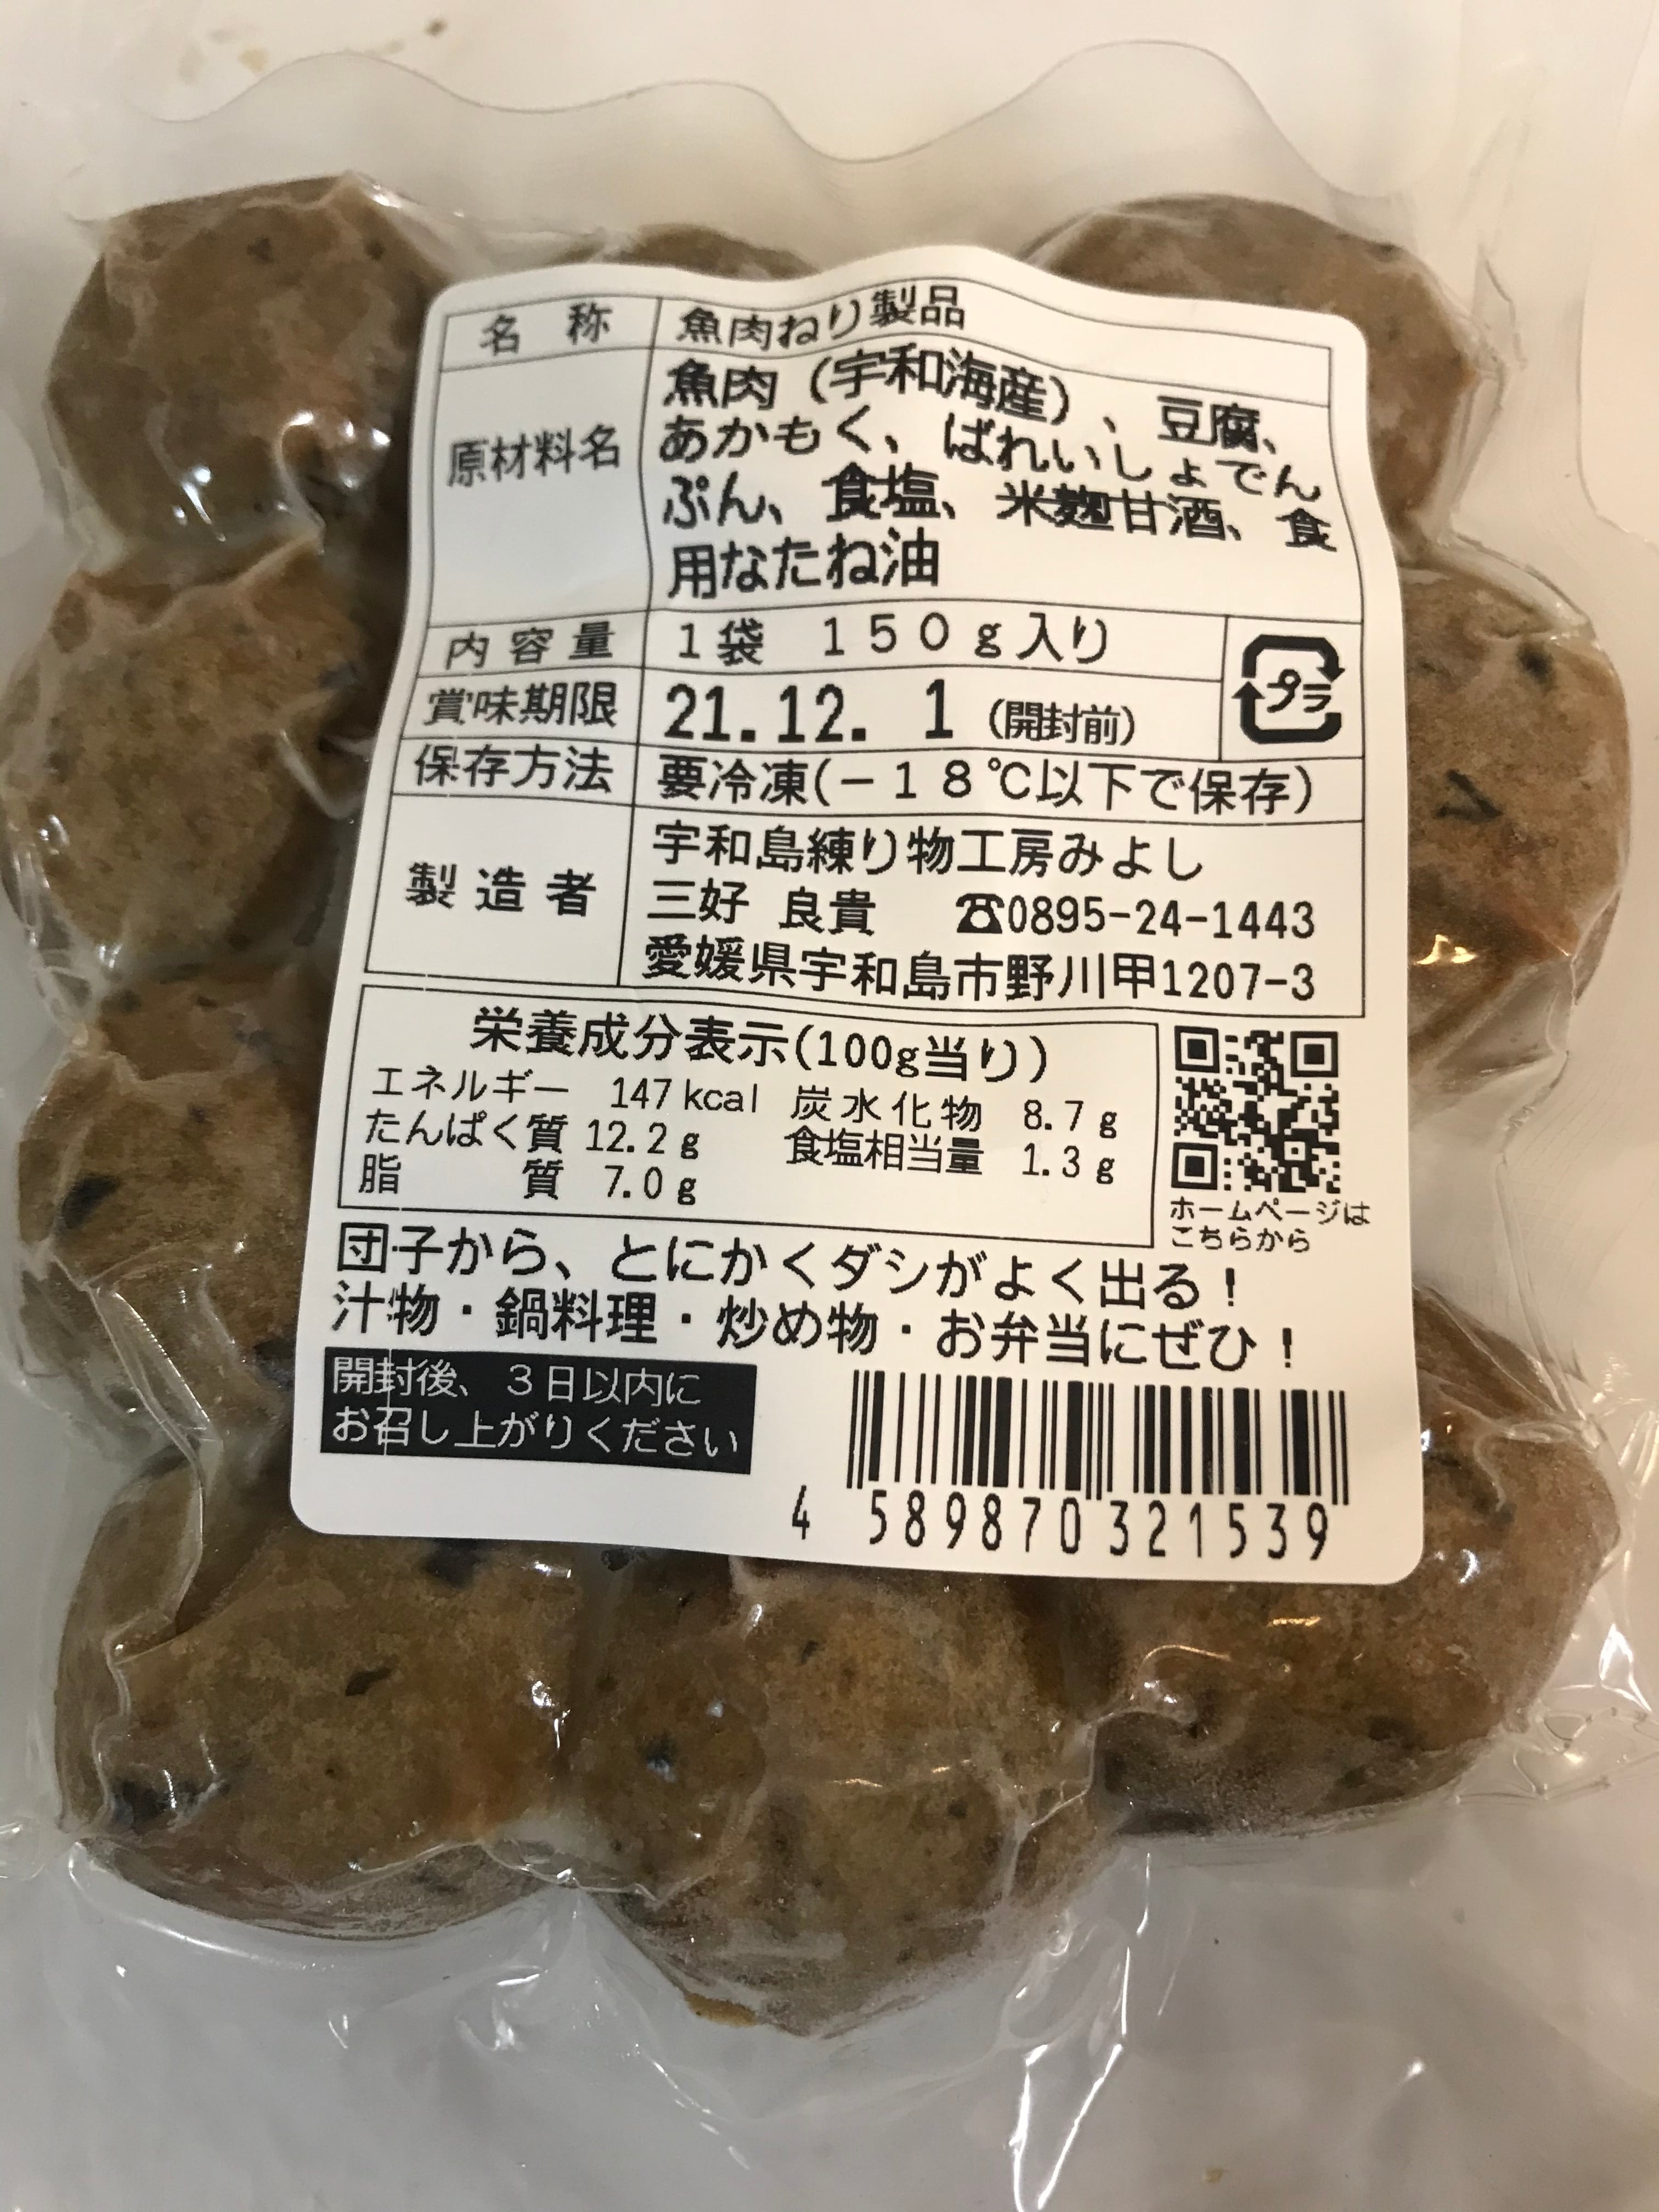 名称 魚肉ねり製品
原材料名 魚肉（宇和海産）、豆腐、
あかもく、ばれいしょでん
ぷん、食塩、米麹甘酒、食
用なたね油
内容量 1袋 150g入り
プラ
賞味期限 21.12. 1 (開封前)
保存方法 要冷凍(－18℃以下で保存)
製造者 宇和島練り物工房みよし
三好 良貴 ☎0895-24-1443
愛媛県宇和島市野川甲1207-3
栄養成分表示(100g当り)
エネルギー 147 kcal 炭水化物 8.7 g
たんぱく質 12.2 g 食塩相当量 1.3 g
脂質 7.0 g
ホームページは
こちらから
団子から、とにかくダシがよく出る！
汁物・鍋料理・炒め物・お弁当にぜひ！
開封後、3日以内に
お召し上がりください
4 589870 321539